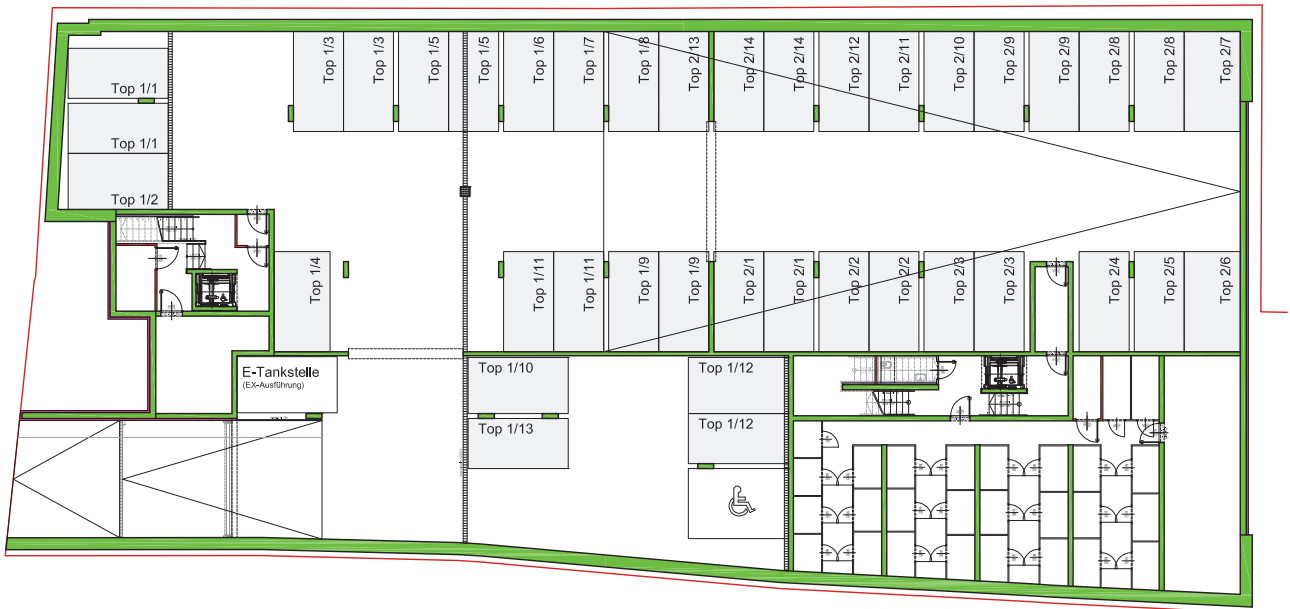 Top 1/3
Top 1/3
Top 1/5
Top 1/5
Top 1/6
Top 1/7
Top 1/8
Top 2/13
Top 2/14
Top 2/14
Top 2/12
Top 2/11
Top 2/10
Top 2/9
Top 2/9
Top 2/8
Top 2/8
Top 2/7
Top 1/1
Top 1/1
Top 1/2
Top 1/4
Top 1/11
Top 1/11
Top 1/9
Top 1/9
Top 2/1
Top 2/1
Top 2/2
Top 2/2
Top 2/3
Top 2/3
Top 2/4
Top 2/5
Top 2/6
E-Tankstelle
(EX-Ausführung)
Top 1/10
Top 1/12
Top 1/13
Top 1/12